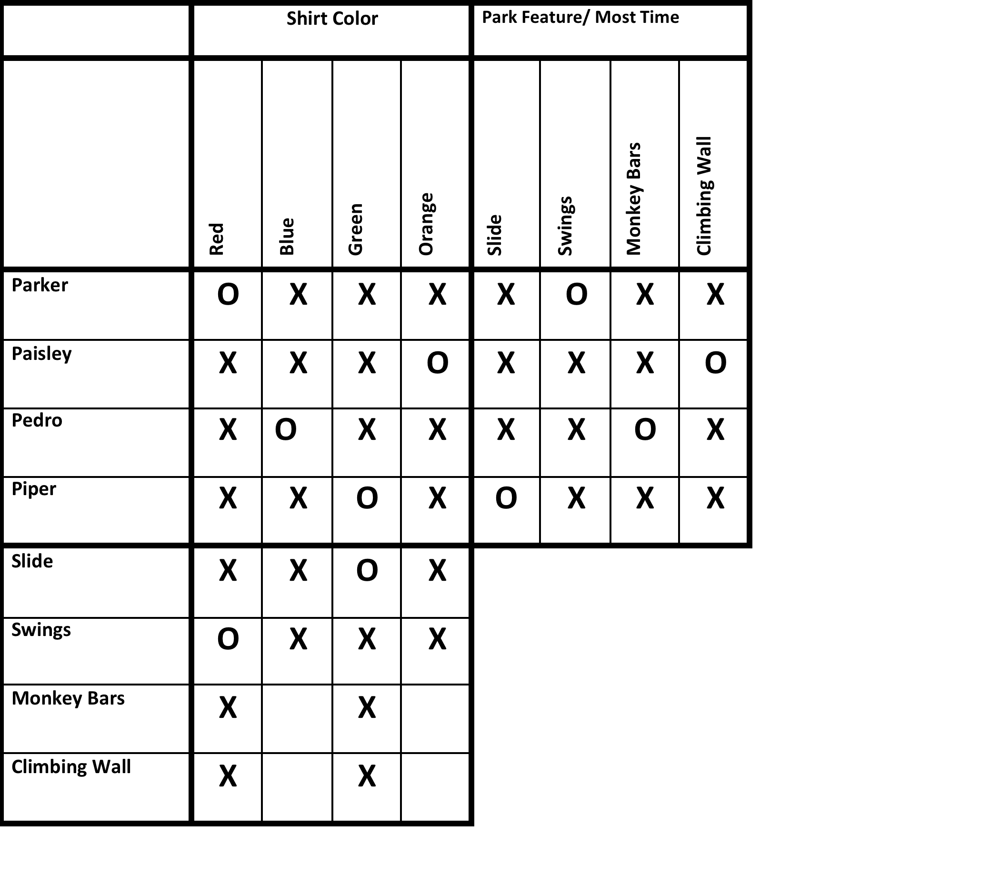 Shirt Color Park Feature/ Most Time
Red Blue Green Orange Slide Swings Monkey Bars Climbing Wall
Parker O X X X X O X X
Paisley X X X O X X X O
Pedro X O X X X X O X
Piper X X O X O X X X
Slide X X O X
Swings O X X X
Monkey Bars X X
Climbing Wall X X